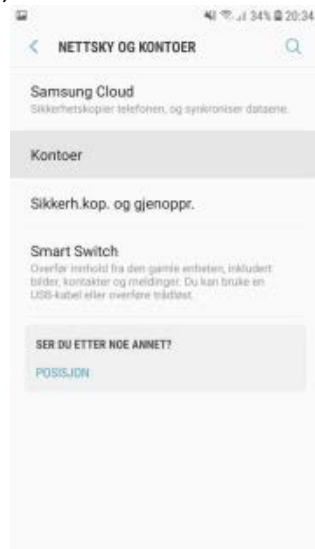 34% 20:34
NETTSKY OG KONTOER
Samsung Cloud
Sikkerhetskopier telefonen, og synkroniser dataene.
Kontoer
Sikkerh.kop. og gjenoppr.
Smart Switch
Overfør innhold fra den gamle enheten, inkludert
bilder, kontakter og meldinger. Du kan bruke en
USB-kabel eller overføre trådløst.
SER DU ETTER NOE ANNET?
POSISJON